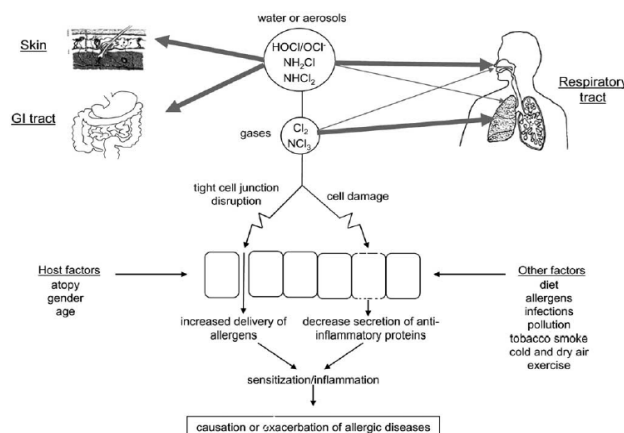 water or aerosols
Skin
HOCl/OCl-
NH2Cl
NHCl2
Respiratory
tract
GI tract
gases
Cl2
NCl3
tight cell junction
disruption
cell damage
Host factors
atopy
gender
age
Other factors
diet
allergens
infections
pollution
tobacco smoke
cold and dry air
exercise
increased delivery of
allergens
decrease secretion of anti-
inflammatory proteins
sensitization/inflammation
causation or exacerbation of allergic diseases